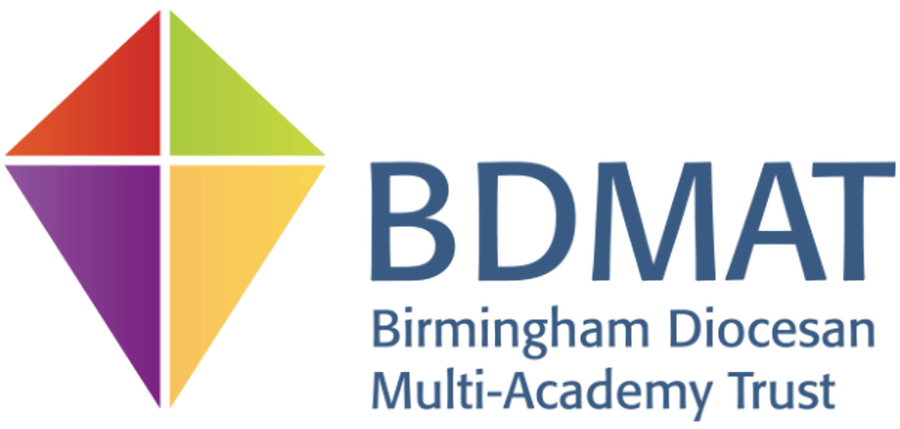 BDMAT
Birmingham Diocesan
Multi-Academy Trust